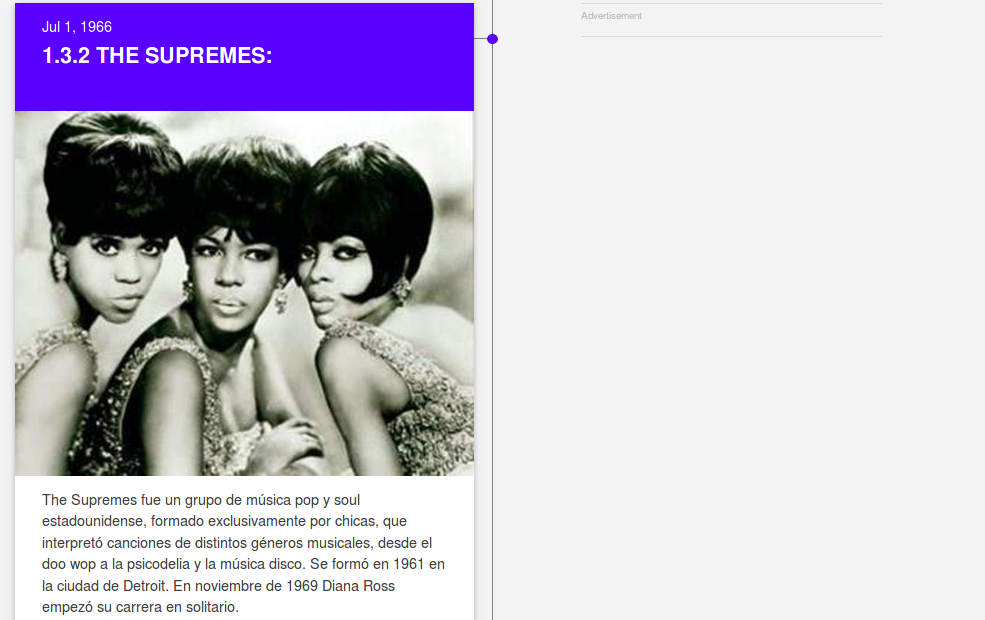 Jul 1, 1966
1.3.2 THE SUPREMES:
Advertisement
The Supremes fue un grupo de música pop y soul
estadounidense, formado exclusivamente por chicas, que
interpretó canciones de distintos géneros musicales, desde el
doo wop a la psicodelia y la música disco. Se formó en 1961 en
la ciudad de Detroit. En noviembre de 1969 Diana Ross
empezó su carrera en solitario.